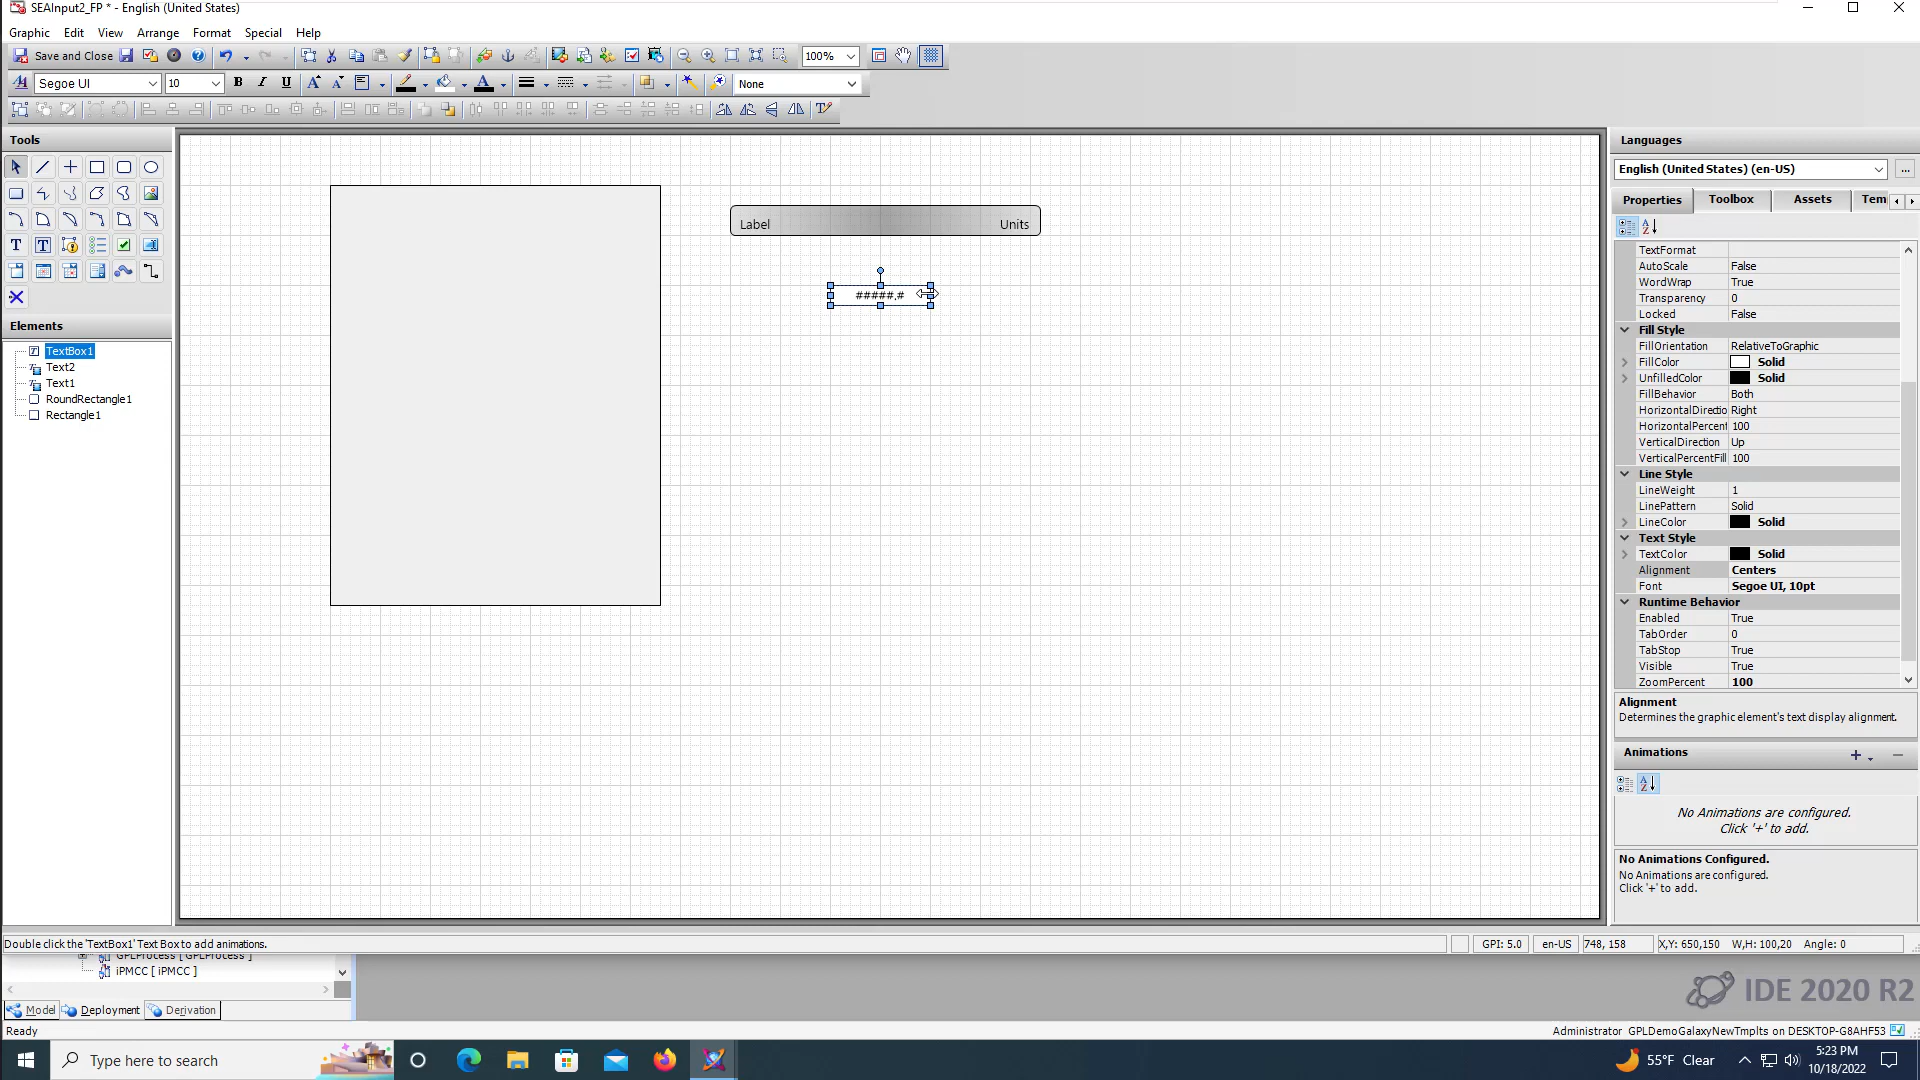 SEAInput2_FP * - English (United States)
Graphic Edit View Arrange Format Special Help
Save and Close 100%
Segoe UI 10 B I U A A A None
Tools
Elements
TextBox1
Text2
Text1
RoundRectangle1
Rectangle1
Label Units
#####.#
Languages
English (United States) (en-US) ...
Properties Toolbox Assets Tem
TextFormat
AutoScale False
WordWrap True
Transparency 0
Locked False
Fill Style
FillOrientation RelativeToGraphic
FillColor Solid
UnfilledColor Solid
FillBehavior Both
HorizontalDirectio Right
HorizontalPercent 100
VerticalDirection Up
VerticalPercentFill 100
Line Style
LineWeight 1
LinePattern Solid
LineColor Solid
Text Style
TextColor Solid
Alignment Centers
Font Segoe UI, 10pt
Runtime Behavior
Enabled True
TabOrder 0
TabStop True
Visible True
ZoomPercent 100
Alignment
Determines the graphic element's text display alignment.
Animations
No Animations are configured.
Click '+' to add.
No Animations Configured.
No Animations are configured.
Click '+' to add.
Double click the 'TextBox1' Text Box to add animations. GPI: 5.0 en-US 748, 158 X,Y: 650,150 W,H: 100,20 Angle: 0
GPLProcess [ GPLProcess ]
iPMCC [ iPMCC ]
IDE 2020 R2
Model Deployment Derivation
Ready Administrator GPLDemoGalaxyNewTmplts on DESKTOP-G8AHF53
Type here to search 55°F Clear 5:23 PM
10/18/2022